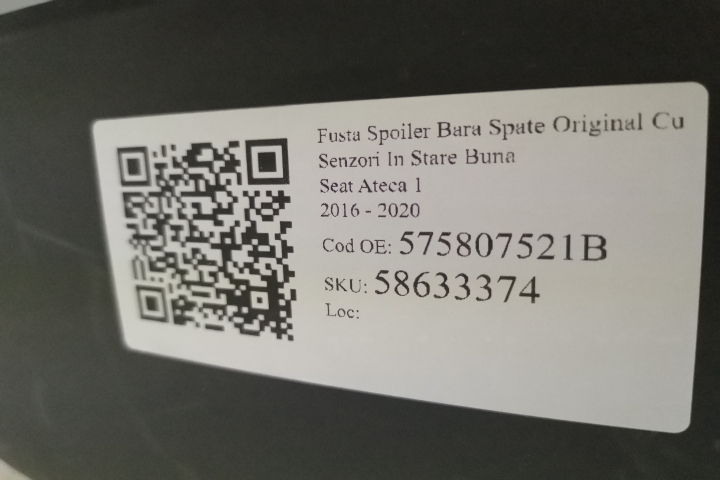 Fusta Spoiler Bara Spate Original Cu
Senzori In Stare Buna
Seat Ateca 1
2016 - 2020
Cod OE: 575807521B
SKU: 58633374
Loc: